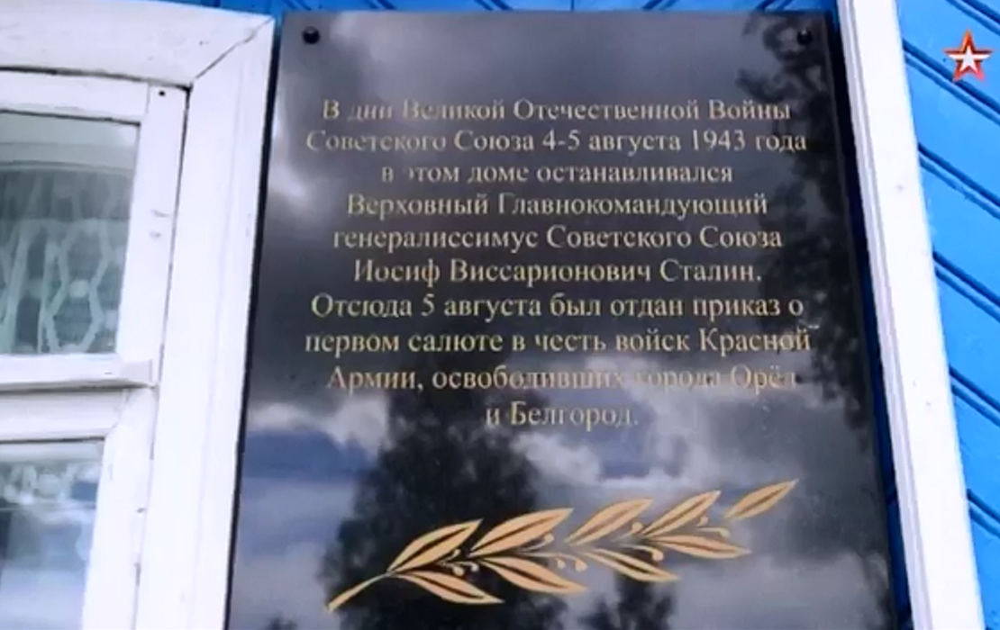 В дни Великой Отечественной Войны
Советского Союза 4-5 августа 1943 года
в этом доме останавливался
Верховный Главнокомандующий
генералиссимус Советского Союза
Иосиф Виссарионович Сталин.
Отсюда 5 августа был отдан приказ о
первом салюте в честь войск Красной
Армии, освободивших города Орёл
и Белгород.